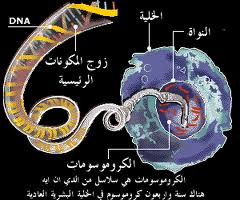 الخلية
DNA
النواة
زوج المكونات
الرئيسية
الكروموسومات
الكروموسومات هي سلاسل من الدي ان ايه
هناك ستة واربعون كروموسوم في الخلية البشرية العادية